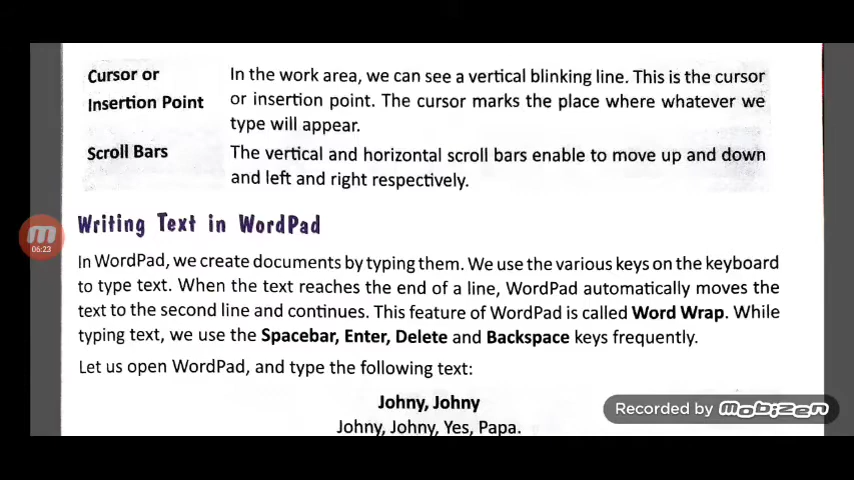 Cursor or
Insertion Point
In the work area, we can see a vertical blinking line. This is the cursor
or insertion point. The cursor marks the place where whatever we
type will appear.
Scroll Bars
The vertical and horizontal scroll bars enable to move up and down
and left and right respectively.
Writing Text in WordPad
In WordPad, we create documents by typing them. We use the various keys on the keyboard
to type text. When the text reaches the end of a line, WordPad automatically moves the
text to the second line and continues. This feature of WordPad is called Word Wrap. While
typing text, we use the Spacebar, Enter, Delete and Backspace keys frequently.
Let us open WordPad, and type the following text:
Johny, Johny
Johny, Johny, Yes, Papa.
06:23
Recorded by Mobizen